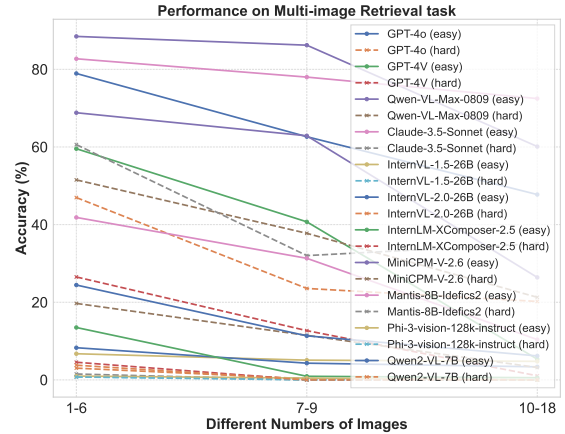 Performance on Multi-image Retrieval task
GPT-4o (easy)
GPT-4o (hard)
GPT-4V (easy)
GPT-4V (hard)
Qwen-VL-Max-0809 (easy)
Qwen-VL-Max-0809 (hard)
Claude-3.5-Sonnet (easy)
Claude-3.5-Sonnet (hard)
InternVL-1.5-26B (easy)
InternVL-1.5-26B (hard)
InternVL-2.0-26B (easy)
InternVL-2.0-26B (hard)
InternLM-XComposer-2.5 (easy)
InternLM-XComposer-2.5 (hard)
MiniCPM-V-2.6 (easy)
MiniCPM-V-2.6 (hard)
Mantis-8B-Idefics2 (easy)
Mantis-8B-Idefics2 (hard)
Phi-3-vision-128k-instruct (easy)
Phi-3-vision-128k-instruct (hard)
Qwen2-VL-7B (easy)
Qwen2-VL-7B (hard)
Accuracy (%)
80
60
40
20
0
1-6
7-9
10-18
Different Numbers of Images